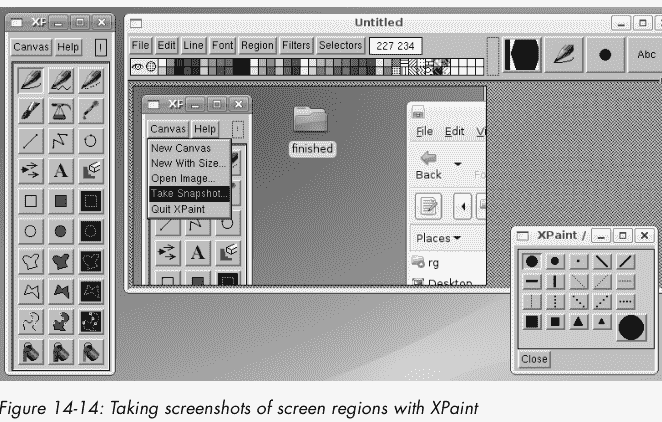 XP
Untitled
Canvas Help
File Edit Line Font Region Filters Selectors 227 234
Abc
XP
Canvas Help
New Canvas
New With Size...
Open Image...
Take Snapshot...
Quit XPaint
finished
File Edit
Back
Places
rg
Desktop
A
A
XPaint /
Close
Figure 14-14: Taking screenshots of screen regions with XPaint